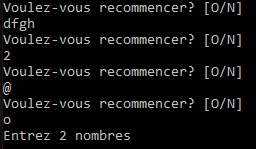 Voulez-vous recommencer? [O/N]
dfgh
Voulez-vous recommencer? [O/N]
2
Voulez-vous recommencer? [O/N]
@
Voulez-vous recommencer? [O/N]
o
Entrez 2 nombres